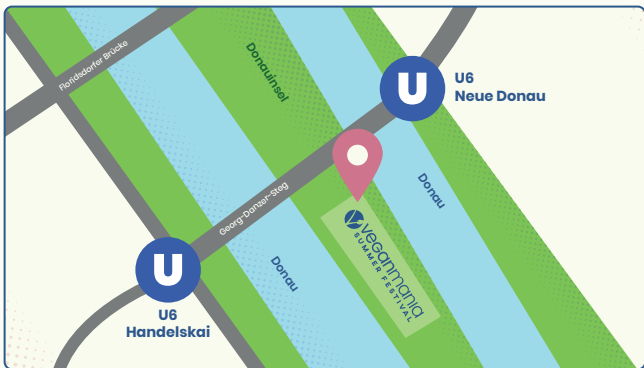 Floridsdorfer Brücke
Donauinsel
U
U6
Neue Donau
Donau
Georg-Danzer-Steg
veganmania
SUMMER FESTIVAL
Donau
U
U6
Handelskai